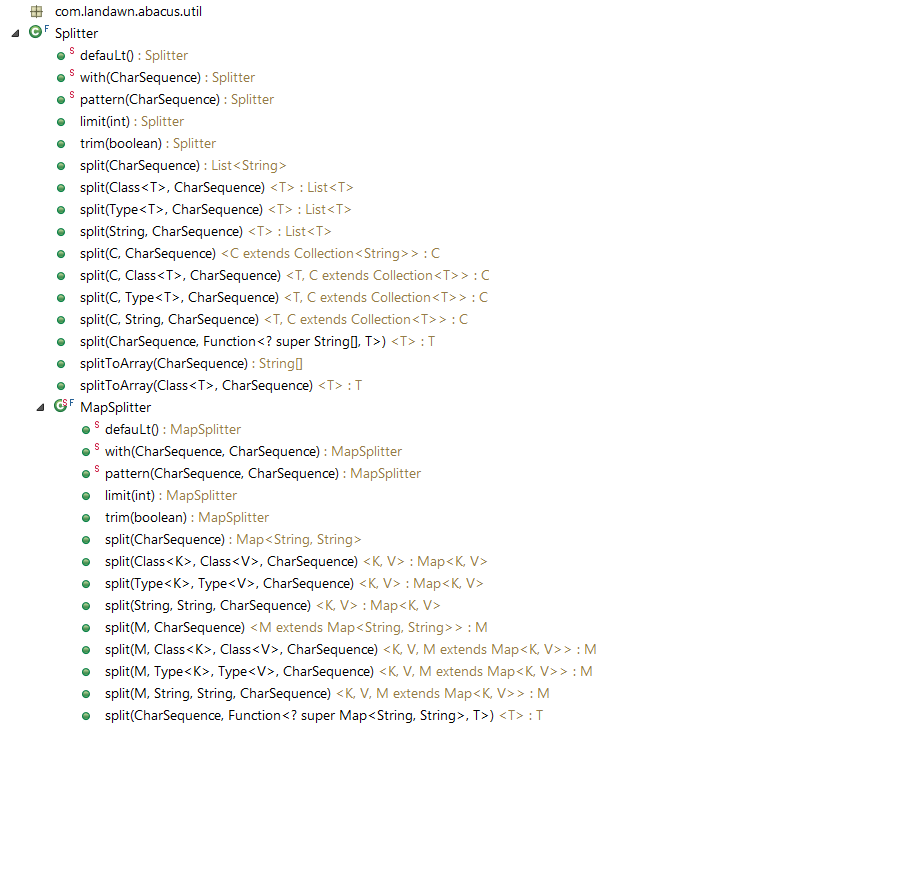 com.landawn.abacus.util
Splitter
defauLt() : Splitter
with(CharSequence) : Splitter
pattern(CharSequence) : Splitter
limit(int) : Splitter
trim(boolean) : Splitter
split(CharSequence) : List<String>
split(Class<T>, CharSequence) <T> : List<T>
split(Type<T>, CharSequence) <T> : List<T>
split(String, CharSequence) <T> : List<T>
split(C, CharSequence) <C extends Collection<String>> : C
split(C, Class<T>, CharSequence) <T, C extends Collection<T>> : C
split(C, Type<T>, CharSequence) <T, C extends Collection<T>> : C
split(C, String, CharSequence) <T, C extends Collection<T>> : C
split(CharSequence, Function<? super String[], T>) <T> : T
splitToArray(CharSequence) : String[]
splitToArray(Class<T>, CharSequence) <T> : T
MapSplitter
defauLt() : MapSplitter
with(CharSequence, CharSequence) : MapSplitter
pattern(CharSequence, CharSequence) : MapSplitter
limit(int) : MapSplitter
trim(boolean) : MapSplitter
split(CharSequence) : Map<String, String>
split(Class<K>, Class<V>, CharSequence) <K, V> : Map<K, V>
split(Type<K>, Type<V>, CharSequence) <K, V> : Map<K, V>
split(String, String, CharSequence) <K, V> : Map<K, V>
split(M, CharSequence) <M extends Map<String, String>> : M
split(M, Class<K>, Class<V>, CharSequence) <K, V, M extends Map<K, V>> : M
split(M, Type<K>, Type<V>, CharSequence) <K, V, M extends Map<K, V>> : M
split(M, String, String, CharSequence) <K, V, M extends Map<K, V>> : M
split(CharSequence, Function<? super Map<String, String>, T>) <T> : T